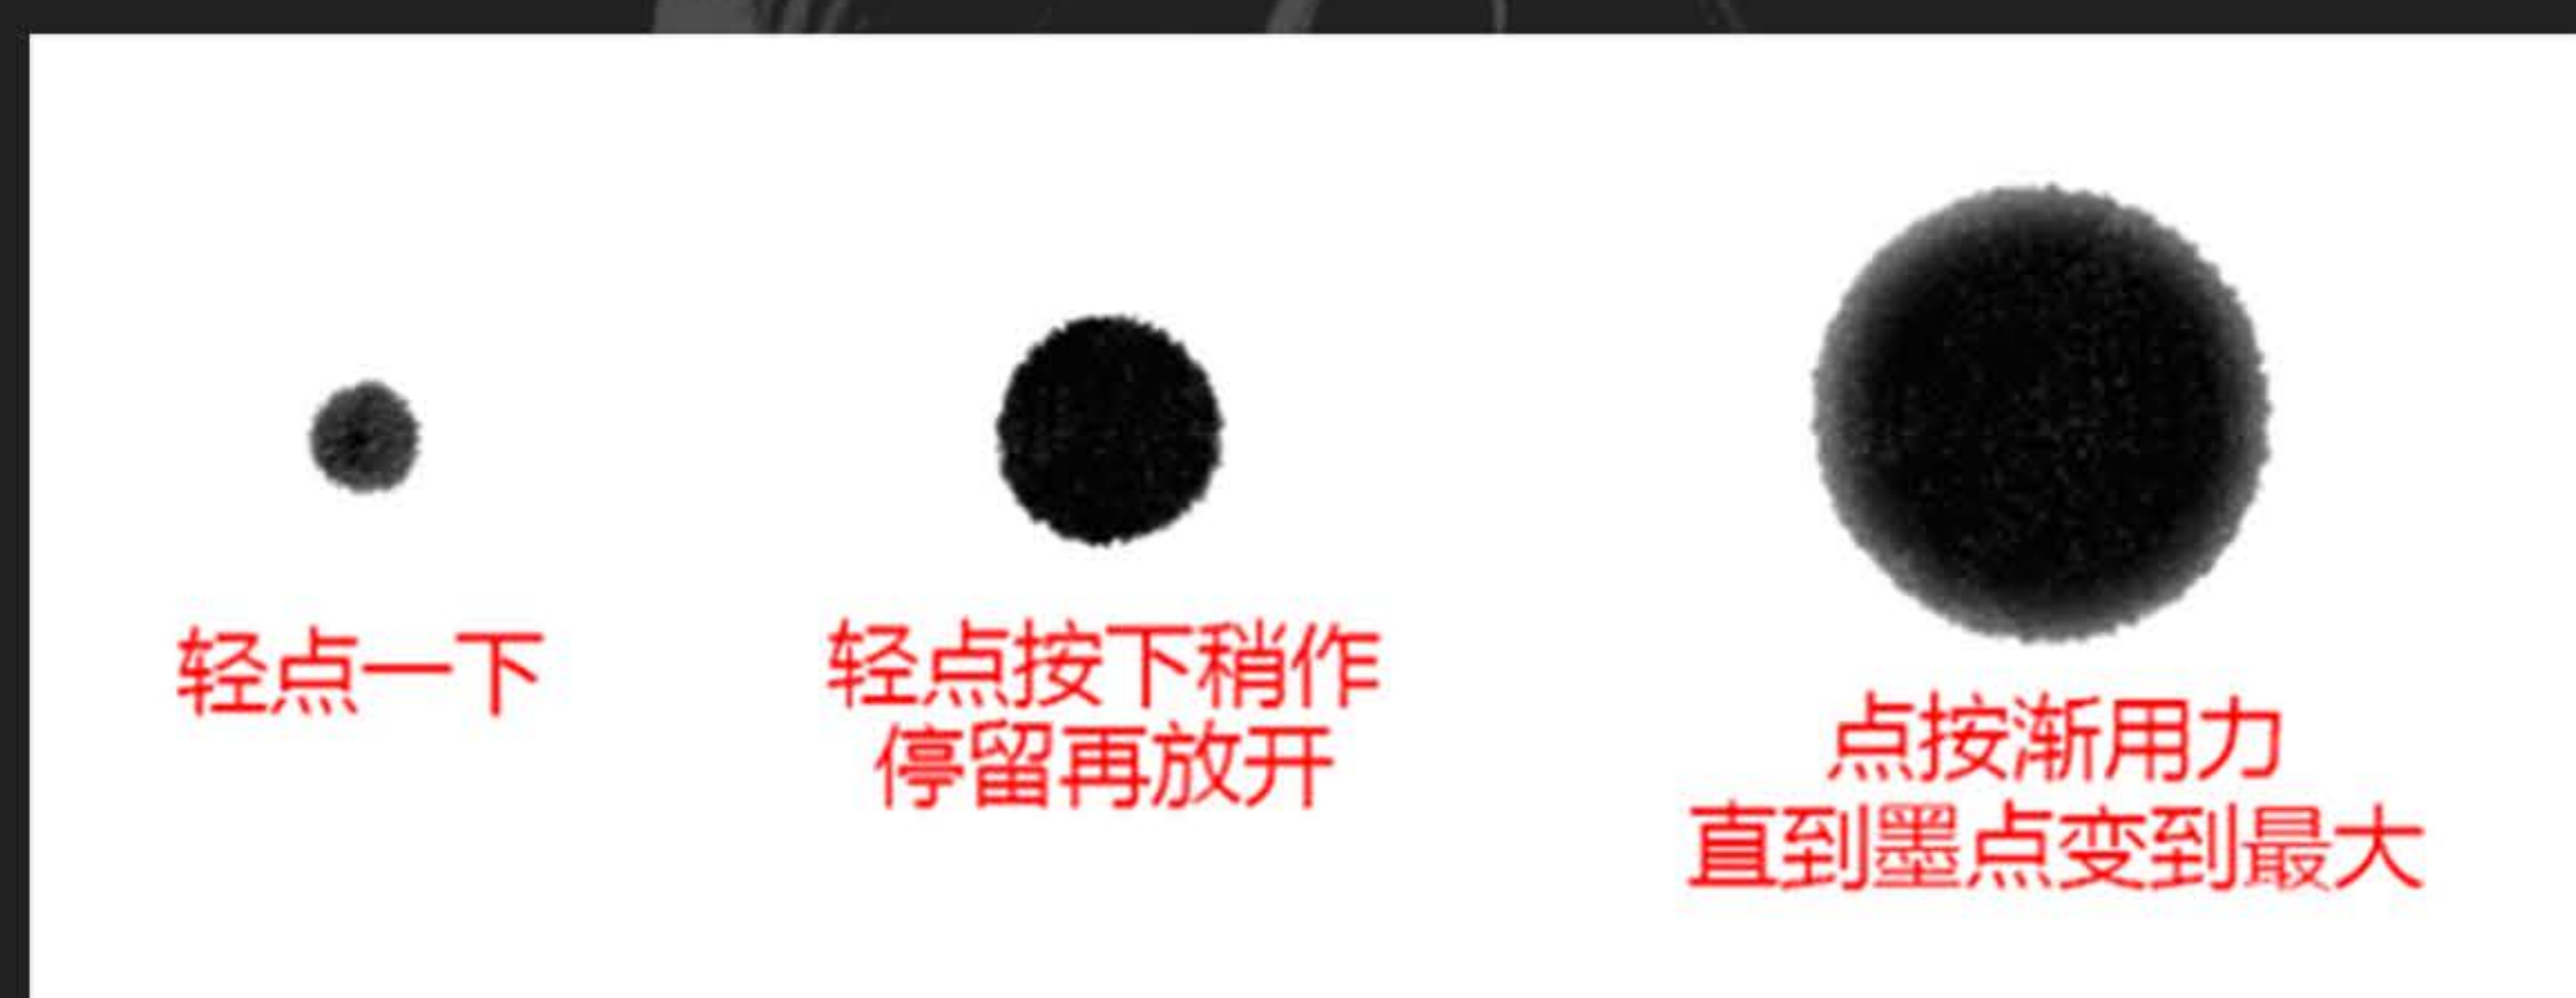 轻点一下
轻点按下稍作
停留再放开
点按渐用力
直到墨点变到最大